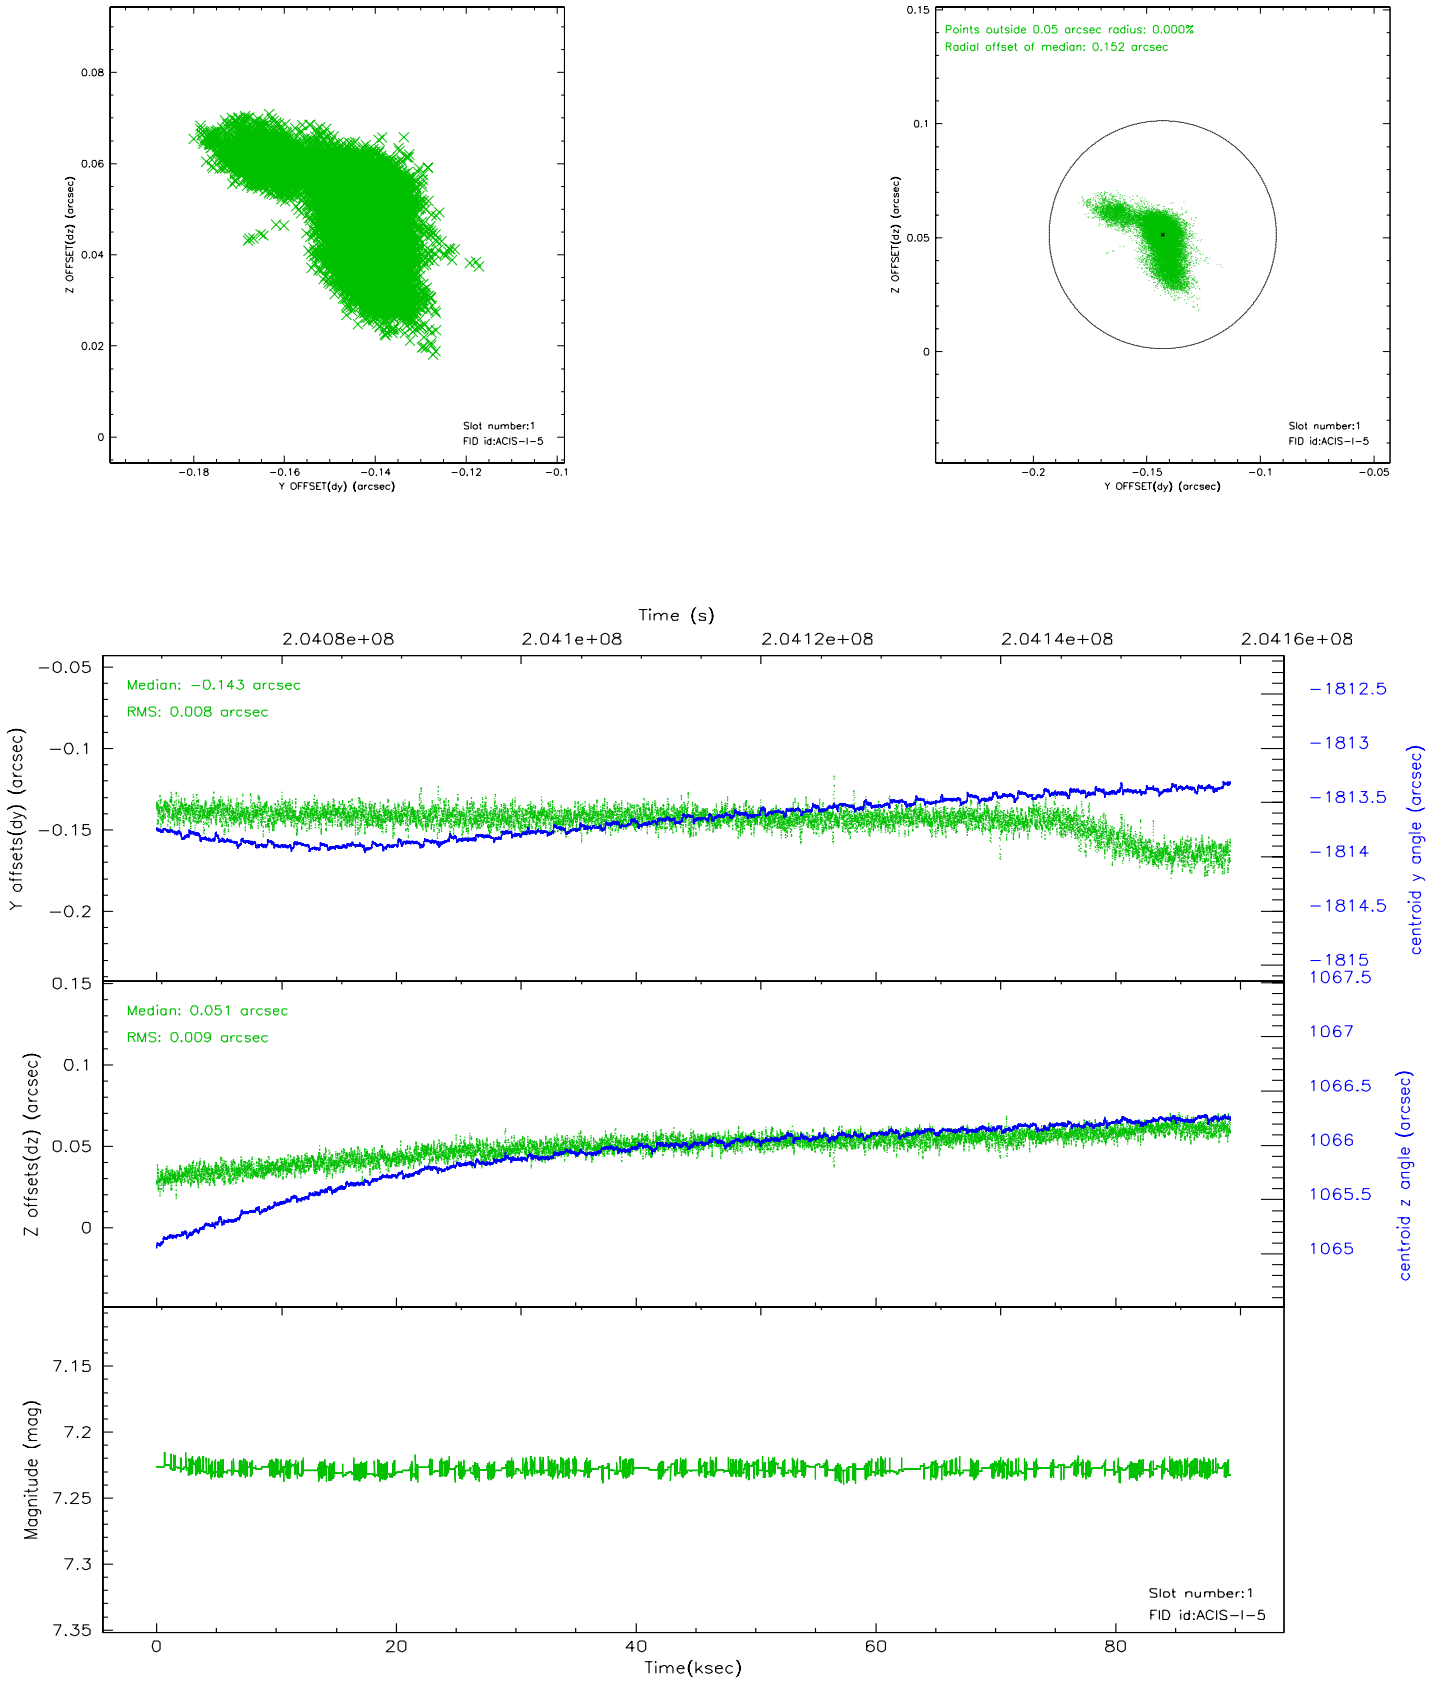 0.08
0.06
0.04
0.02
0
Z OFFSET(dz) (arcsec)
Slot number:1
FID id:ACIS-I-5
-0.18
-0.16
-0.14
-0.12
-0.1
Y OFFSET(dy) (arcsec)
0.15
0.1
0.05
0
Z OFFSET(dz) (arcsec)
Points outside 0.05 arcsec radius: 0.000%
Radial offset of median: 0.152 arcsec
Slot number:1
FID id:ACIS-I-5
-0.2
-0.15
-0.1
-0.05
Y OFFSET(dy) (arcsec)
Time (s)
2.0408e+08
2.041e+08
2.0412e+08
2.0414e+08
2.0416e+08
-0.05
-0.1
-0.15
-0.2
Y offsets(dy) (arcsec)
Median: -0.143 arcsec
RMS: 0.008 arcsec
-1812.5
-1813
-1813.5
-1814
-1814.5
-1815
centroid y angle (arcsec)
0.15
0.1
0.05
0
Z offsets(dz) (arcsec)
Median: 0.051 arcsec
RMS: 0.009 arcsec
1067.5
1067
1066.5
1066
1065.5
1065
centroid z angle (arcsec)
7.15
7.2
7.25
7.3
7.35
Magnitude (mag)
Slot number:1
FID id:ACIS-I-5
0
20
40
60
80
Time(ksec)